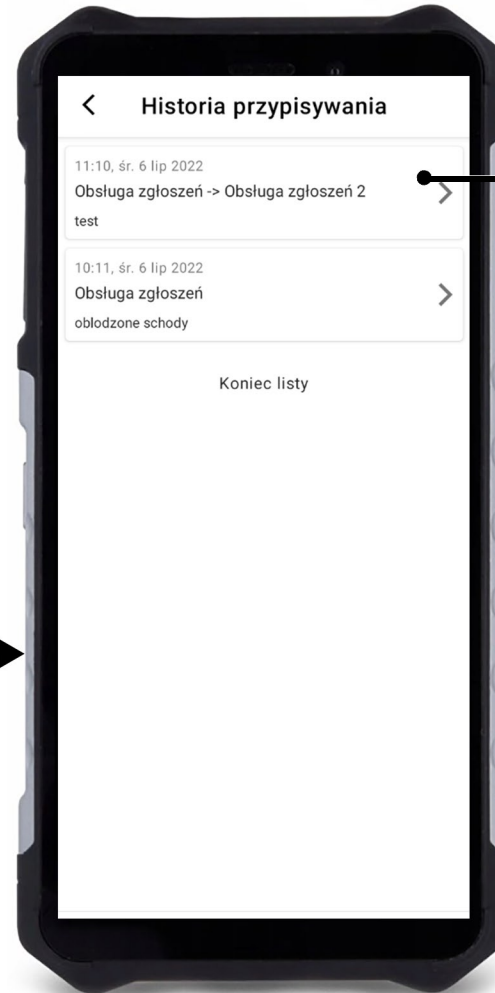 Historia przypisywania
11:10, śr. 6 lip 2022
Obsługa zgłoszeń -> Obsługa zgłoszeń 2
test
10:11, śr. 6 lip 2022
Obsługa zgłoszeń
oblodzone schody
Koniec listy